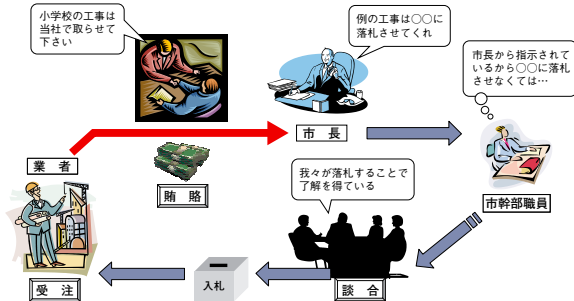 小学校の工事は
当社で取らせて
下さい
例の工事は○○に
落札させてくれ
市長から指示されて
いるから○○に落札
させなくては…
市 長
業 者
賄 賂
我々が落札することで
了解を得ている
市幹部職員
入札
受 注
談 合